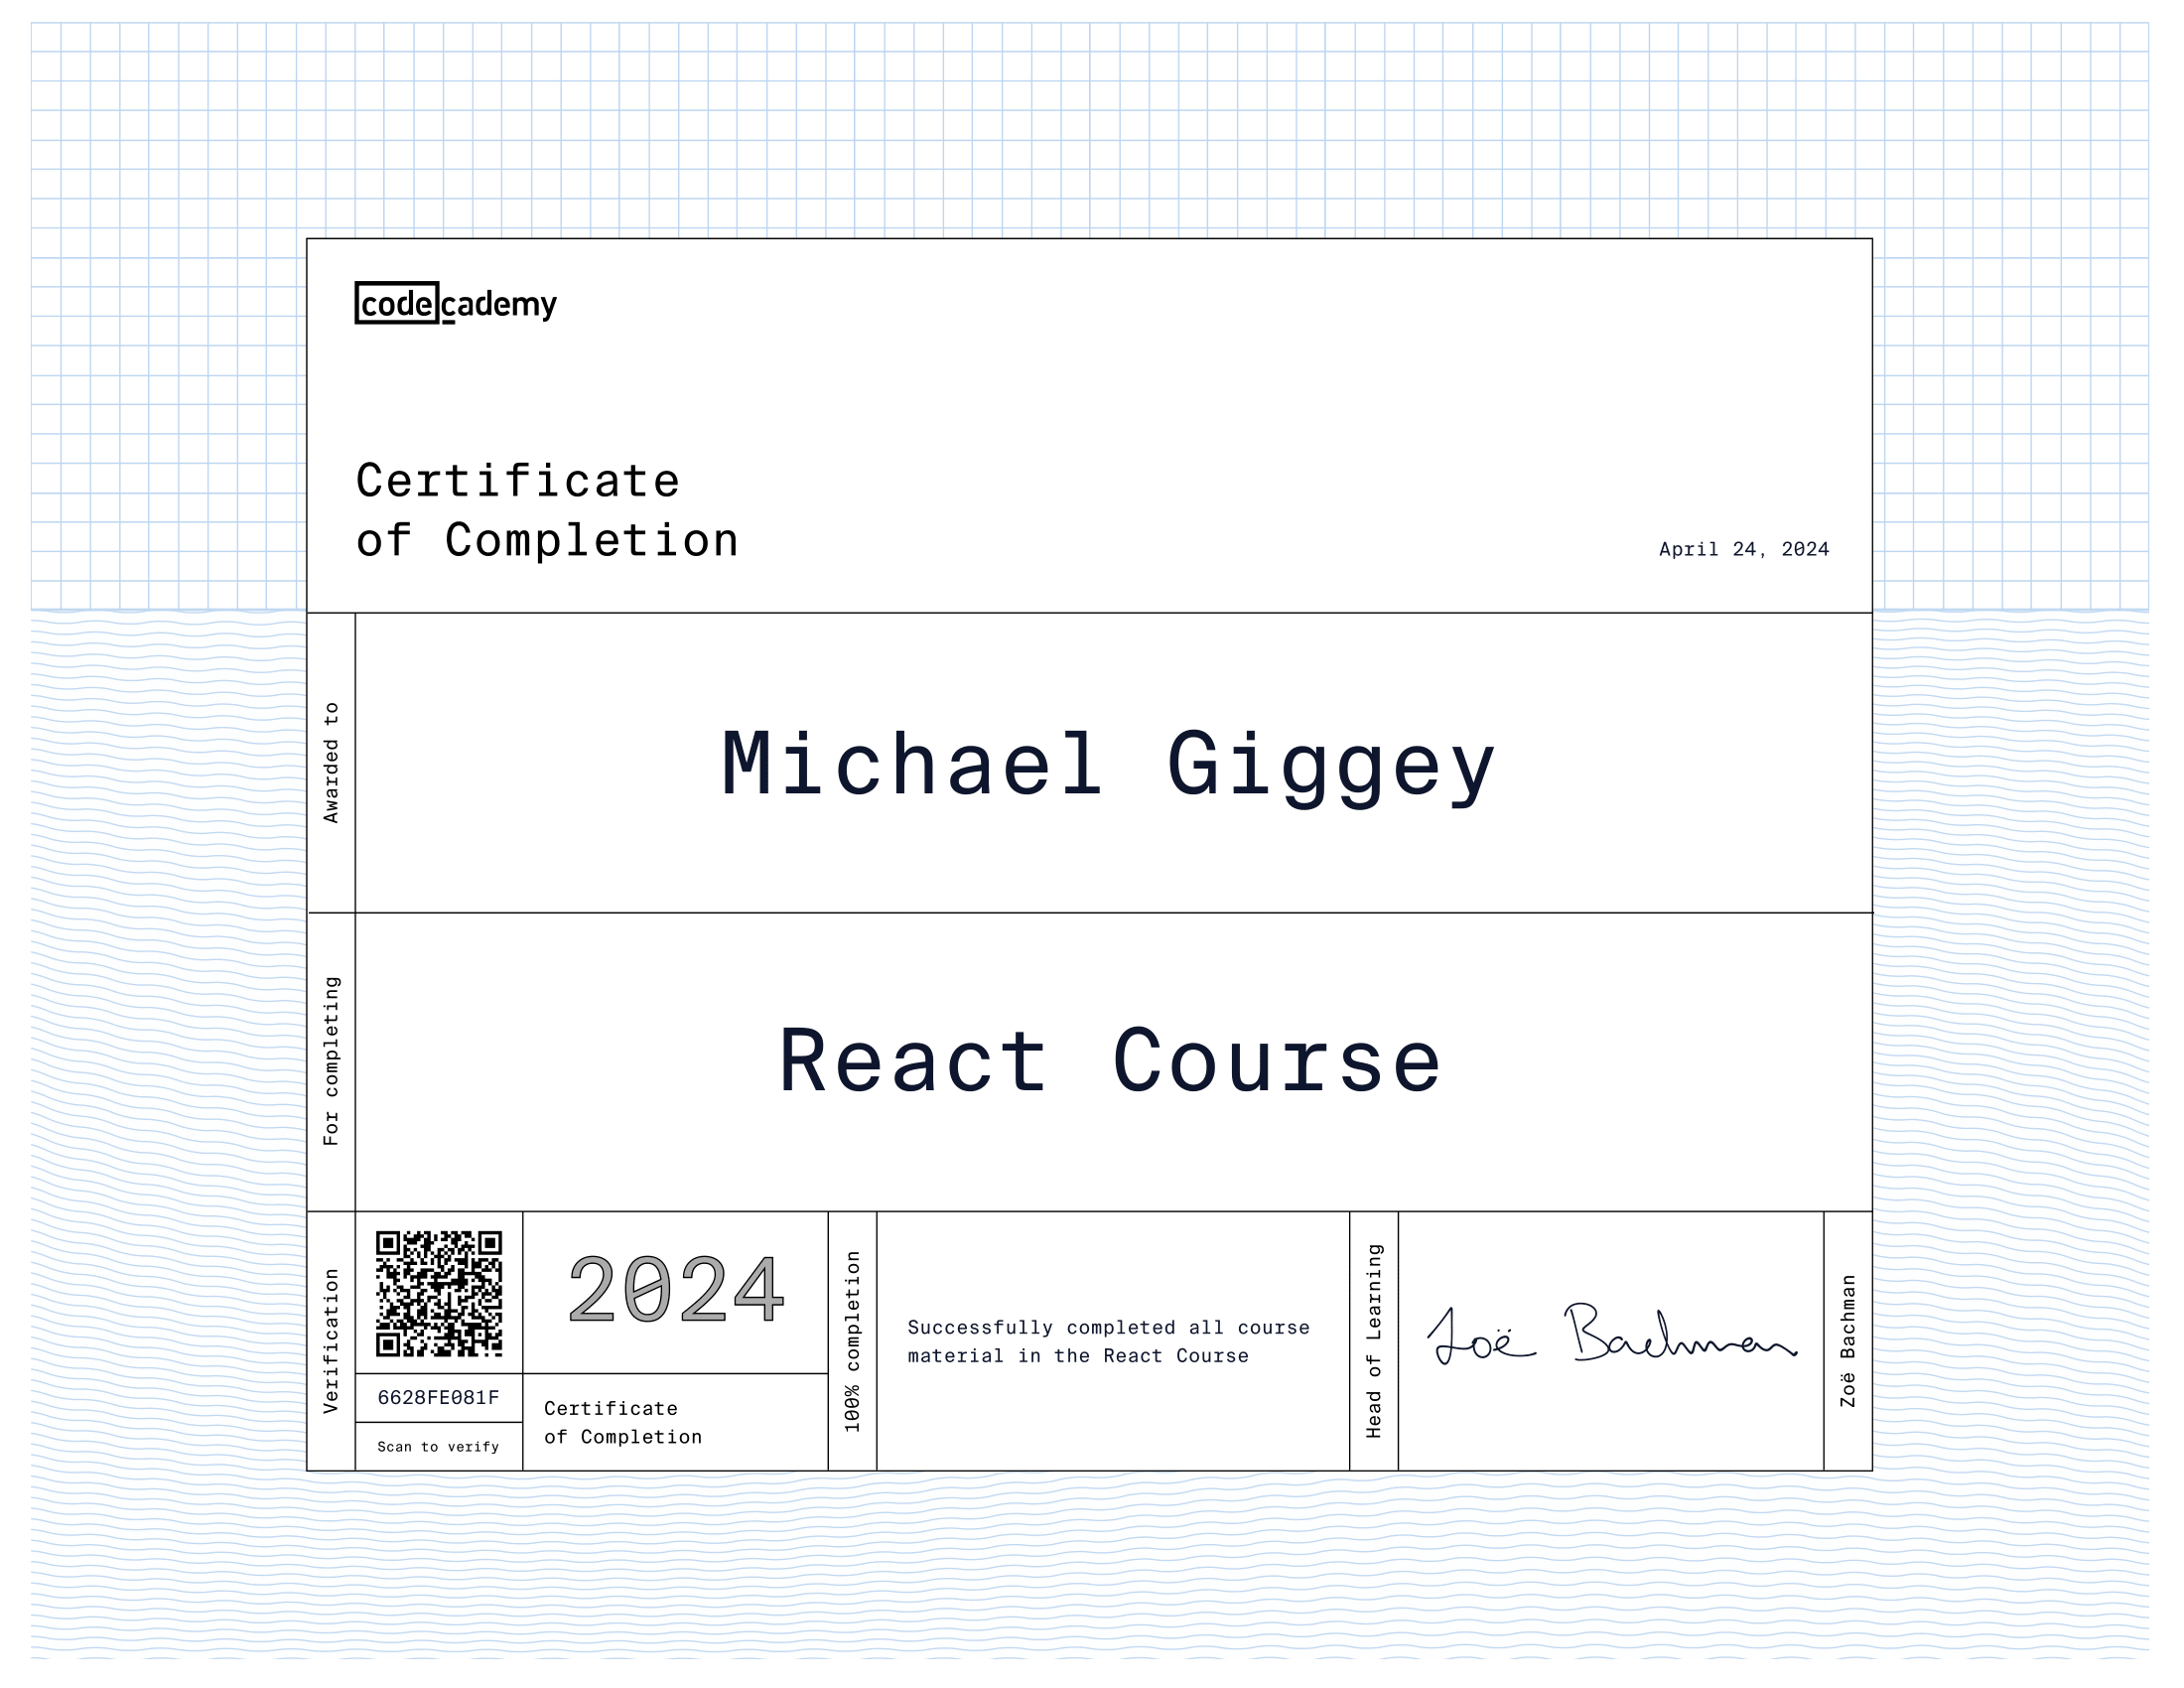 codecademy
Certificate
of Completion
April 24, 2024
Awarded to
Michael Giggey
For completing
React Course
Verification
6628FE081F
Scan to verify
2024
Certificate
of Completion
100% completion
Successfully completed all course
material in the React Course
Head of Learning
Zoë Bachman
Zoë Bachman